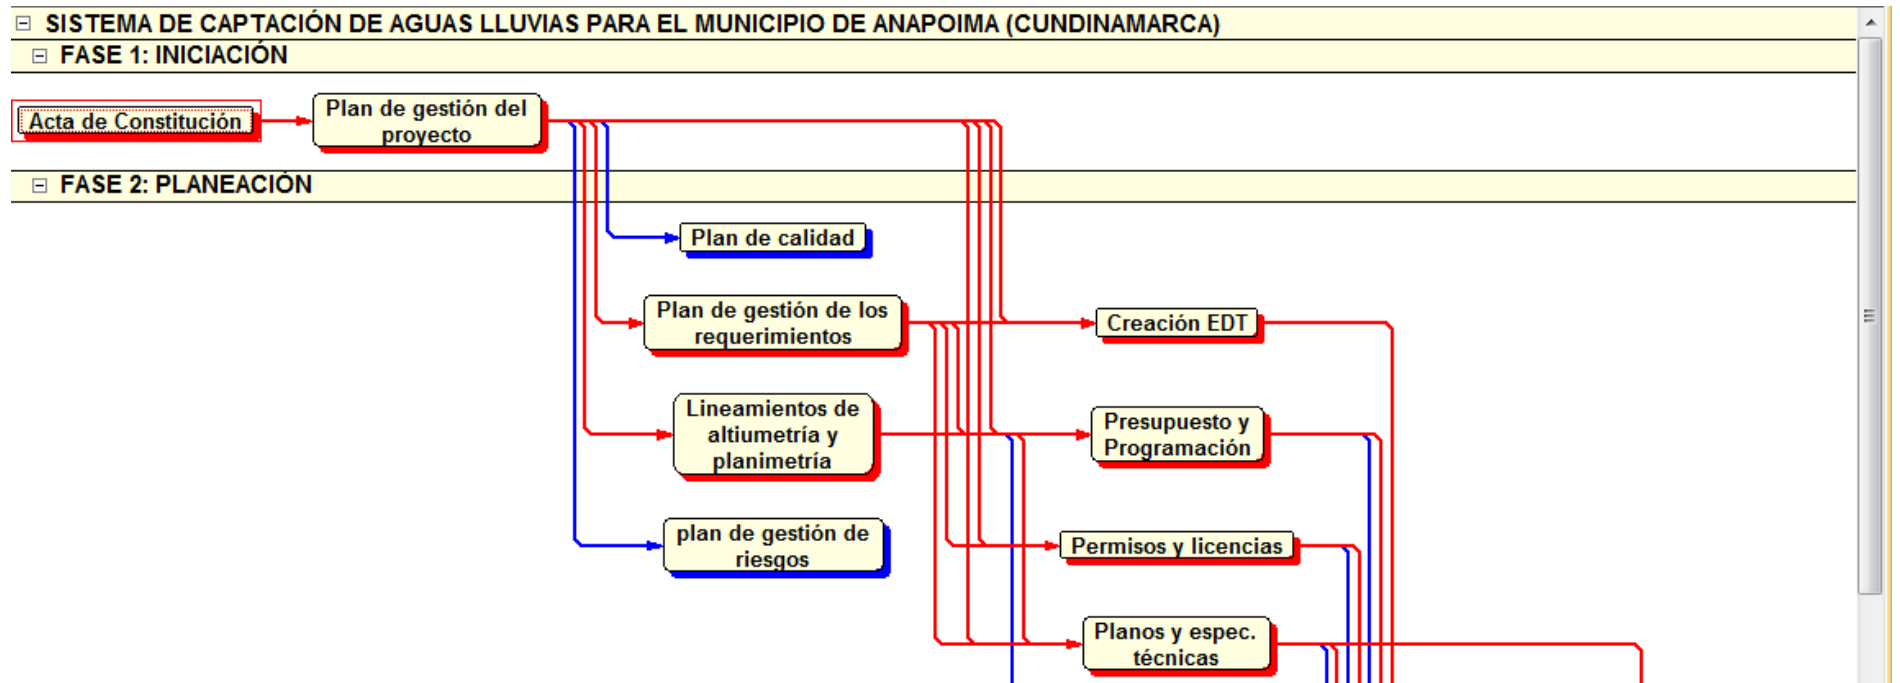 SISTEMA DE CAPTACIÓN DE AGUAS LLUVIAS PARA EL MUNICIPIO DE ANAPOIMA (CUNDINAMARCA)
FASE 1: INICIACIÓN
Acta de Constitución
Plan de gestión del
proyecto
FASE 2: PLANEACIÓN
Plan de calidad
Plan de gestión de los
requerimientos
Creación EDT
Lineamientos de
altiumetría y
planimetría
Presupuesto y
Programación
plan de gestión de
riesgos
Permisos y licencias
Planos y espec.
técnicas